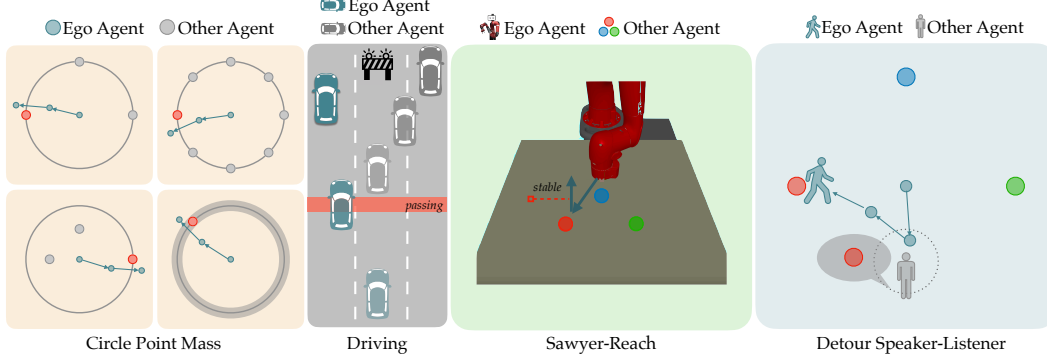 Ego Agent
Other Agent
Ego Agent
Other Agent
Ego Agent
Other Agent
Ego Agent
Other Agent
passing
stable
Circle Point Mass
Driving
Sawyer-Reach
Detour Speaker-Listener